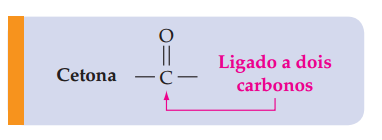 O
Cetona — C —
Ligado a dois
carbonos